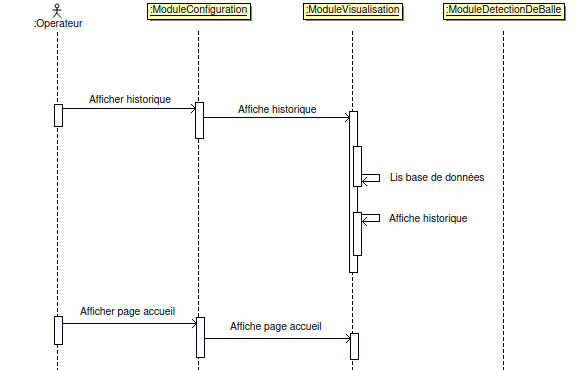 :Operateur
:ModuleConfiguration
:ModuleVisualisation
:ModuleDetectionDeBalle
Afficher historique
Affiche historique
Lis base de données
Affiche historique
Afficher page accueil
Affiche page accueil